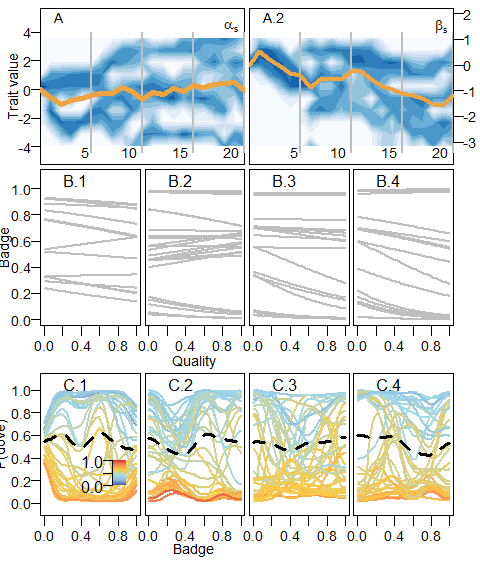 A
αs
A.2
βs
Trait value
4
2
0
-2
-4
2
1
0
-1
-2
-3
5
10
15
20
5
10
15
20
B.1
B.2
B.3
B.4
Badge
1.0
0.8
0.6
0.4
0.2
0.0
0.0 0.4 0.8
0.0 0.4 0.8
0.0 0.4 0.8
0.0 0.4 0.8
Quality
C.1
C.2
C.3
C.4
1.0
0.8
0.6
0.4
0.2
0.0
1.0
0.0
0.0 0.4 0.8
0.0 0.4 0.8
0.0 0.4 0.8
0.0 0.4 0.8
Badge